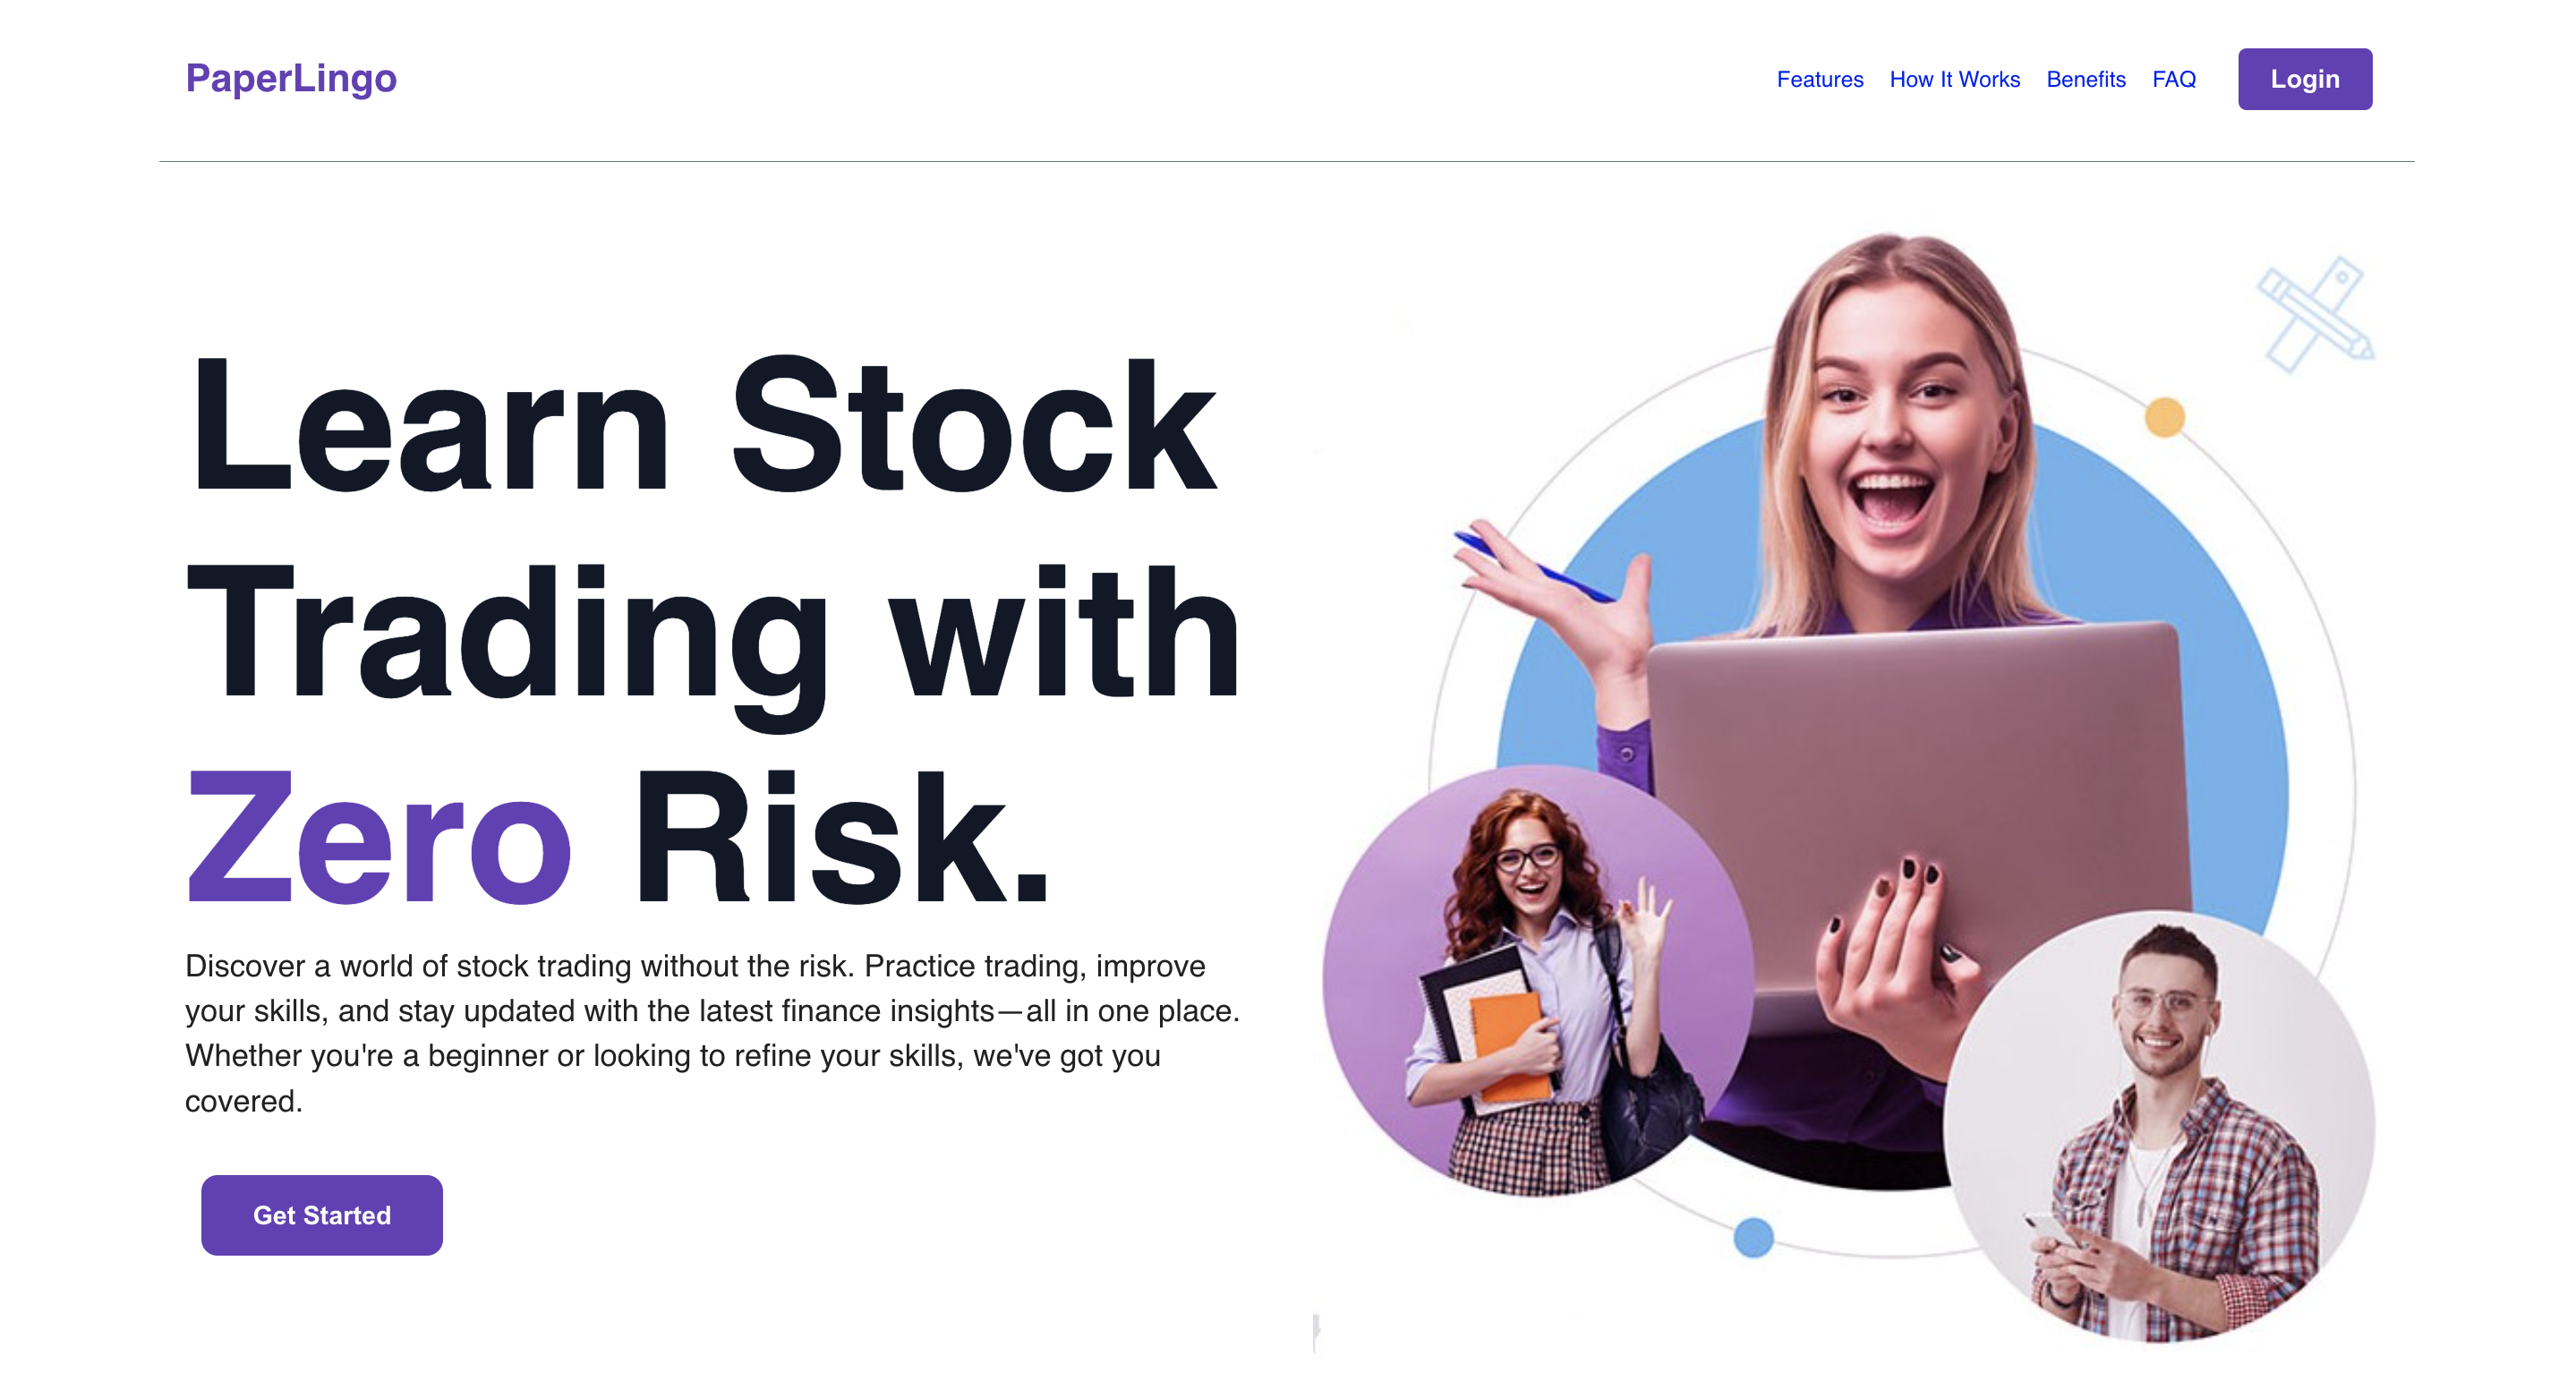 PaperLingo
Features How It Works Benefits FAQ Login
Learn Stock
Trading with
Zero Risk.
Discover a world of stock trading without the risk. Practice trading, improve
your skills, and stay updated with the latest finance insights—all in one place.
Whether you're a beginner or looking to refine your skills, we've got you
covered.
Get Started